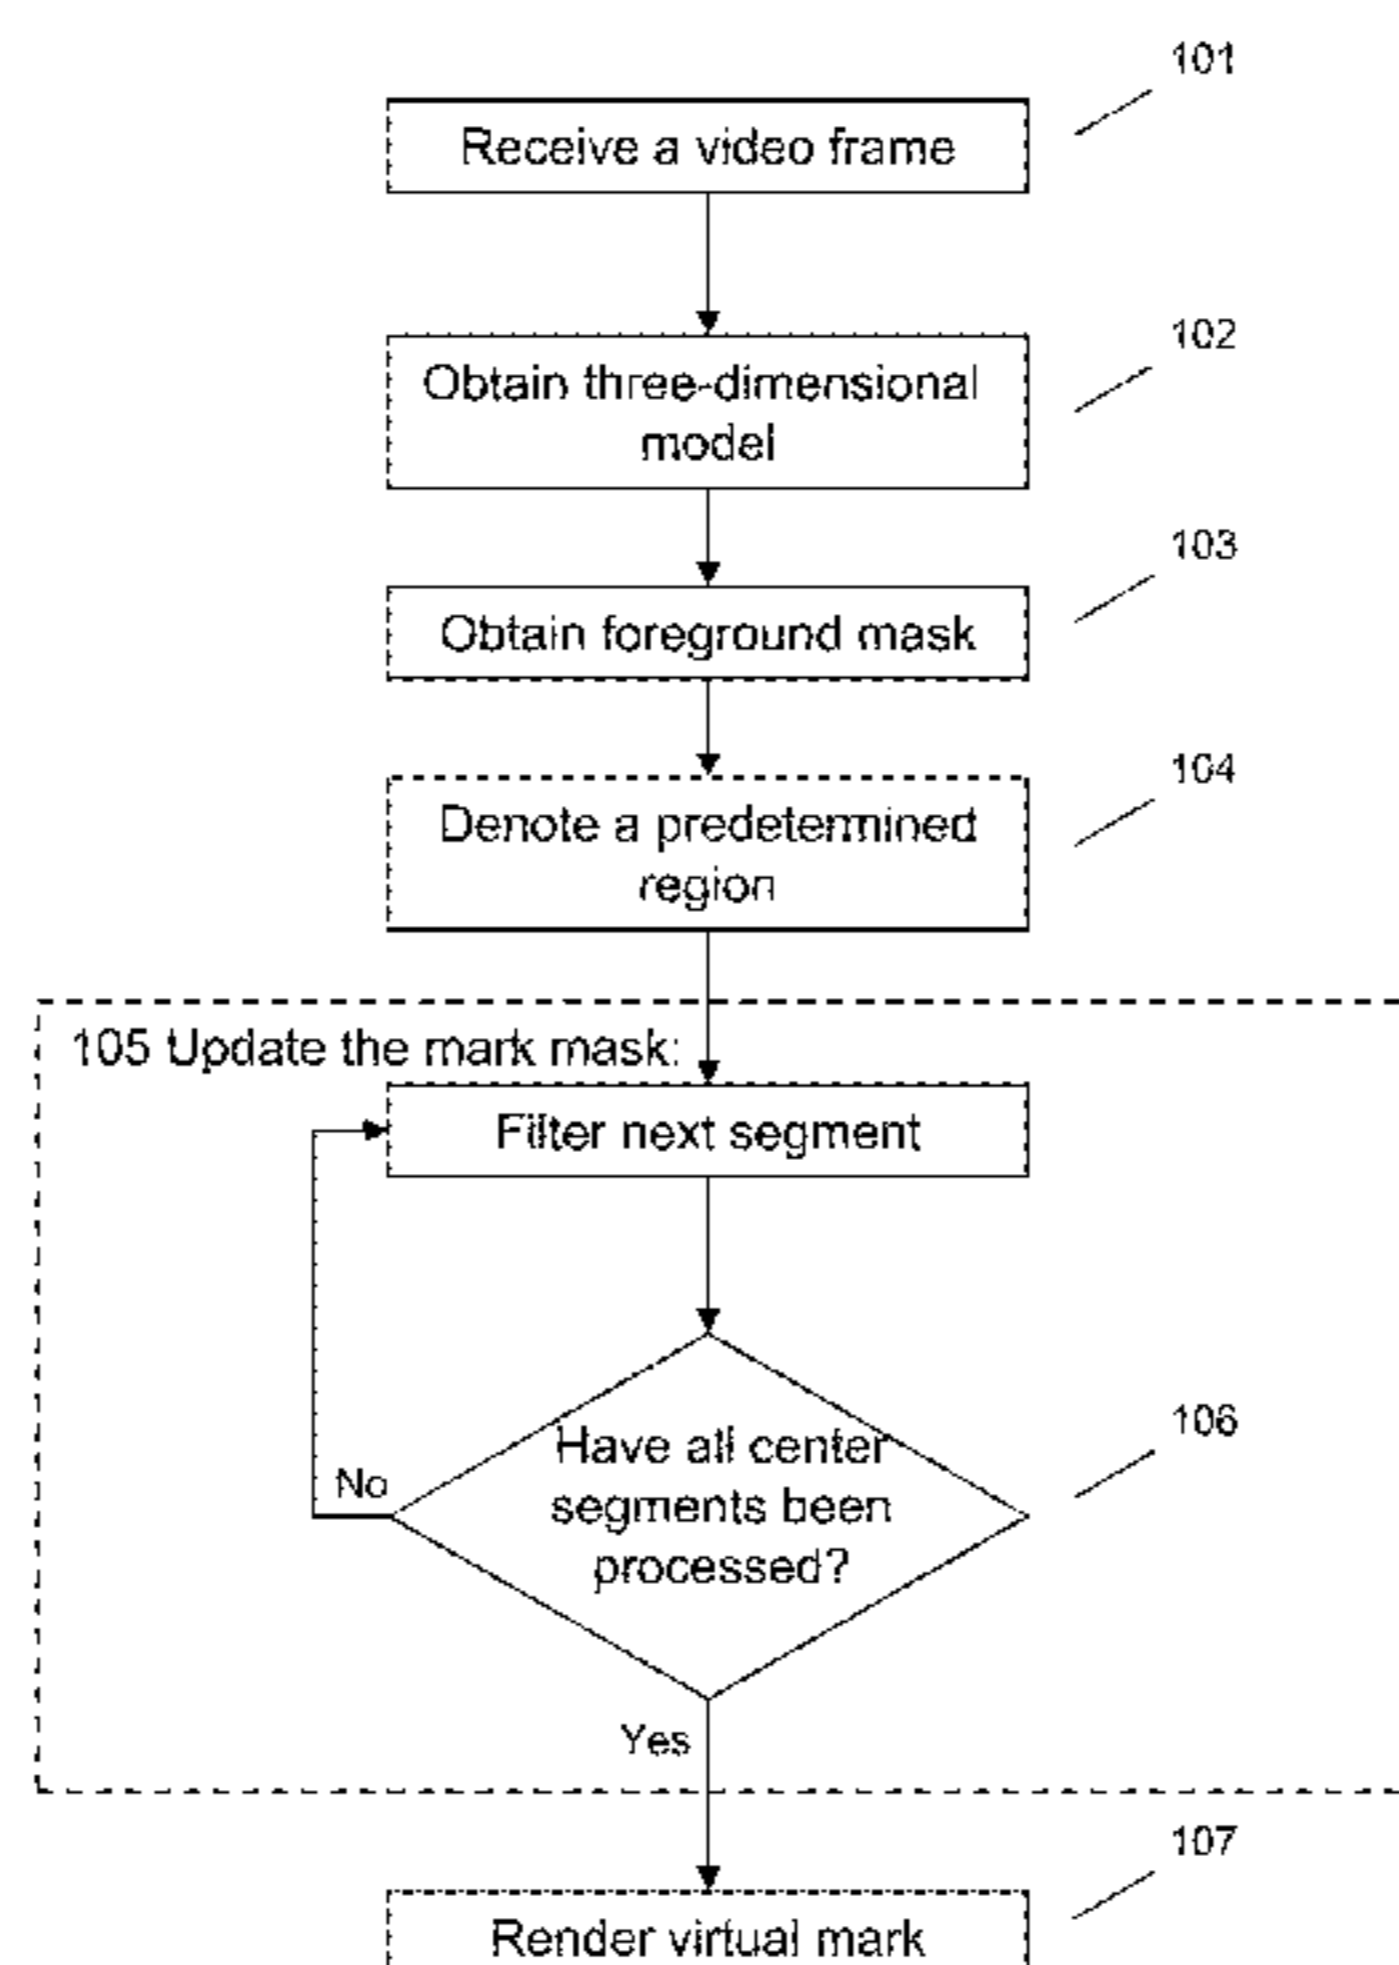 101
Receive a video frame
102
Obtain three-dimensional
model
103
Obtain foreground mask
104
Denote a predetermined
region
105 Update the mark mask:
Filter next segment
106
Have all center
segments been
processed?
No
Yes
107
Render virtual mark